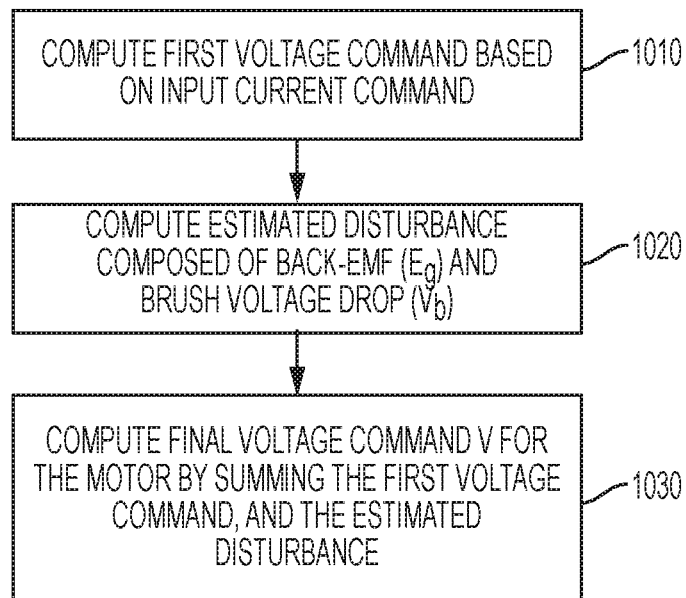 COMPUTE FIRST VOLTAGE COMMAND BASED
ON INPUT CURRENT COMMAND
1010
COMPUTE ESTIMATED DISTURBANCE
COMPOSED OF BACK-EMF (Eg) AND
BRUSH VOLTAGE DROP (Vb)
1020
COMPUTE FINAL VOLTAGE COMMAND V FOR
THE MOTOR BY SUMMING THE FIRST VOLTAGE
COMMAND, AND THE ESTIMATED
DISTURBANCE
1030